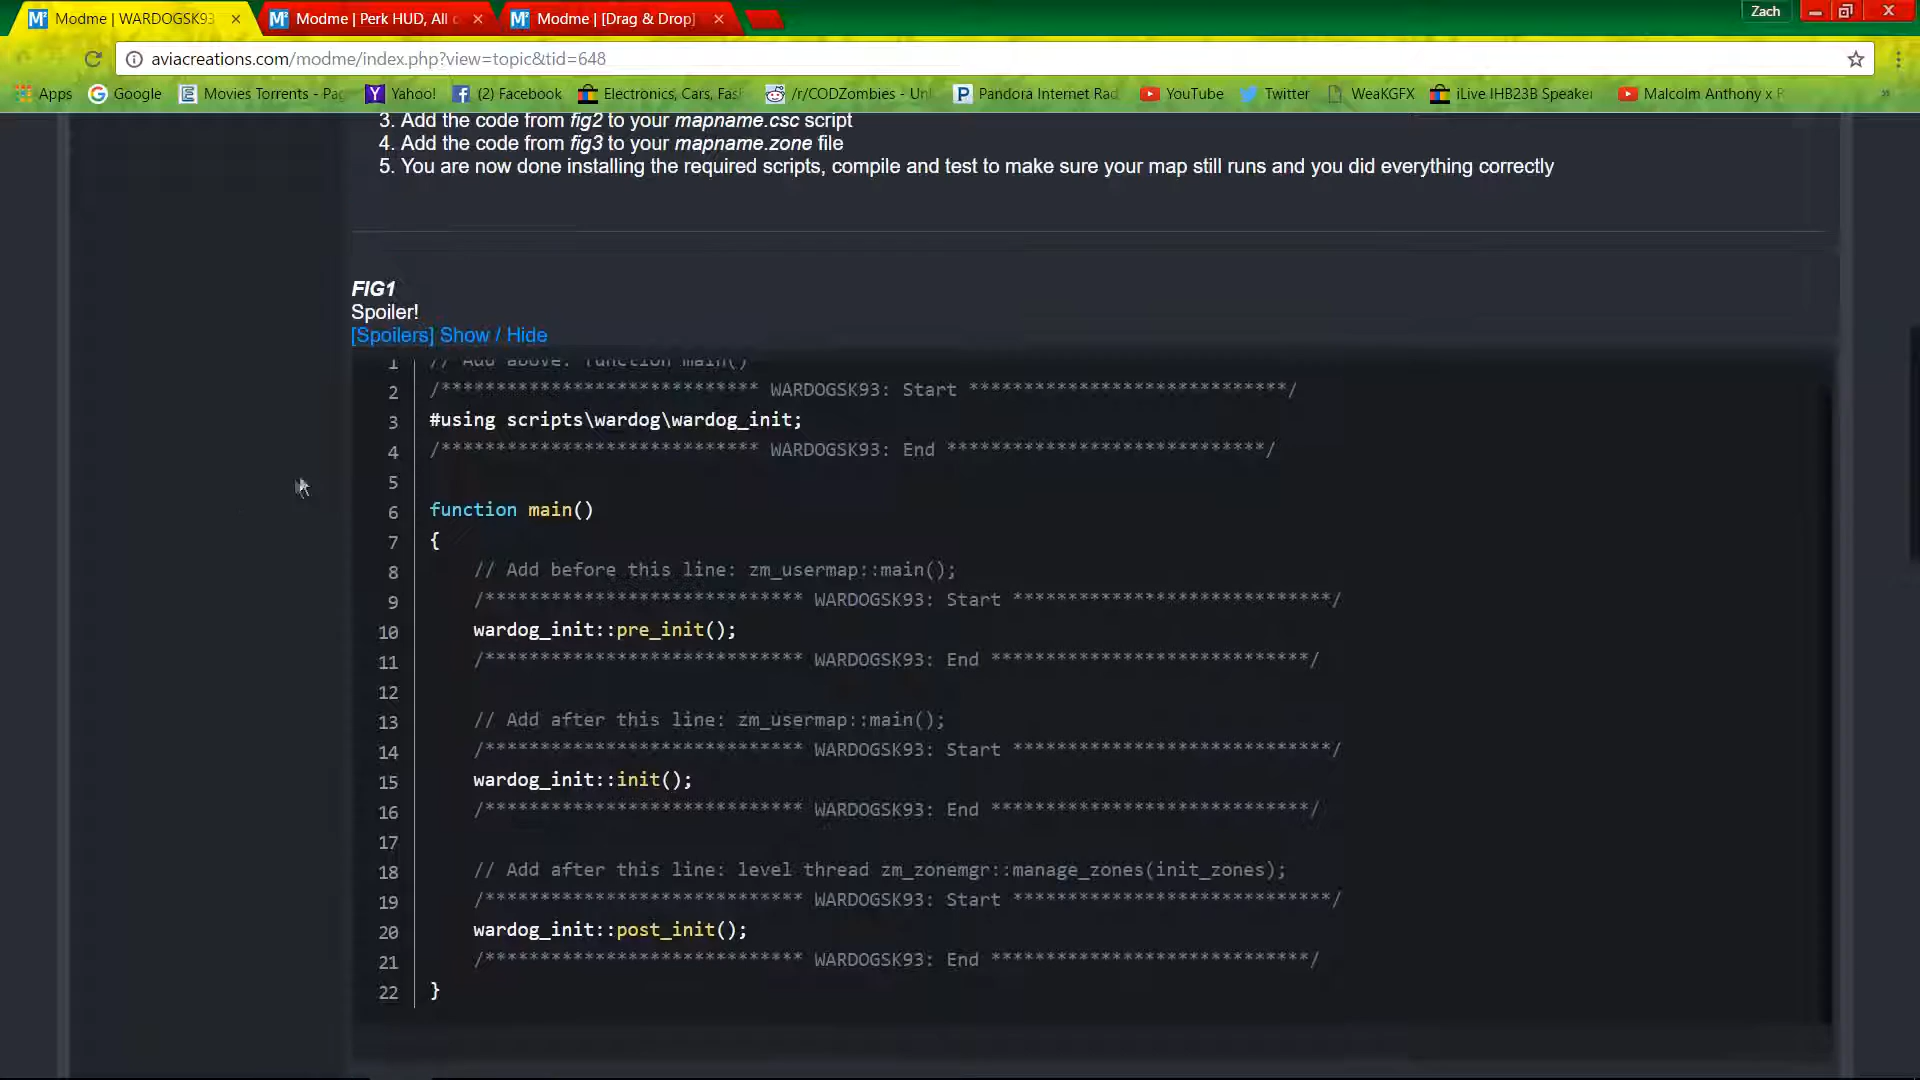 Modme | WARDOGSK93
Modme | Perk HUD, All
Modme | [Drag & Drop]
Zach
aviacreations.com/modme/index.php?view=topic&tid=648
Apps
Google
Movies Torrents - Pa
Yahoo!
(2) Facebook
Electronics, Cars, Fas
/r/CODZombies - Un
Pandora Internet Rad
YouTube
Twitter
WeaKGFX
iLive IHB23B Speaker
Malcolm Anthony x
»
3. Add the code from fig2 to your mapname.csc script
4. Add the code from fig3 to your mapname.zone file
5. You are now done installing the required scripts, compile and test to make sure your map still runs and you did everything correctly
FIG1
Spoiler!
[Spoilers] Show / Hide
1 // Add above: function main()
2 /***************************** WARDOGSK93: Start *****************************/
3 #using scripts\wardog\wardog_init;
4 /***************************** WARDOGSK93: End *****************************/
5
6 function main()
7 {
8 // Add before this line: zm_usermap::main();
9 /***************************** WARDOGSK93: Start *****************************/
10 wardog_init::pre_init();
11 /***************************** WARDOGSK93: End *****************************/
12
13 // Add after this line: zm_usermap::main();
14 /***************************** WARDOGSK93: Start *****************************/
15 wardog_init::init();
16 /***************************** WARDOGSK93: End *****************************/
17
18 // Add after this line: level thread zm_zonemgr::manage_zones(init_zones);
19 /***************************** WARDOGSK93: Start *****************************/
20 wardog_init::post_init();
21 /***************************** WARDOGSK93: End *****************************/
22 }